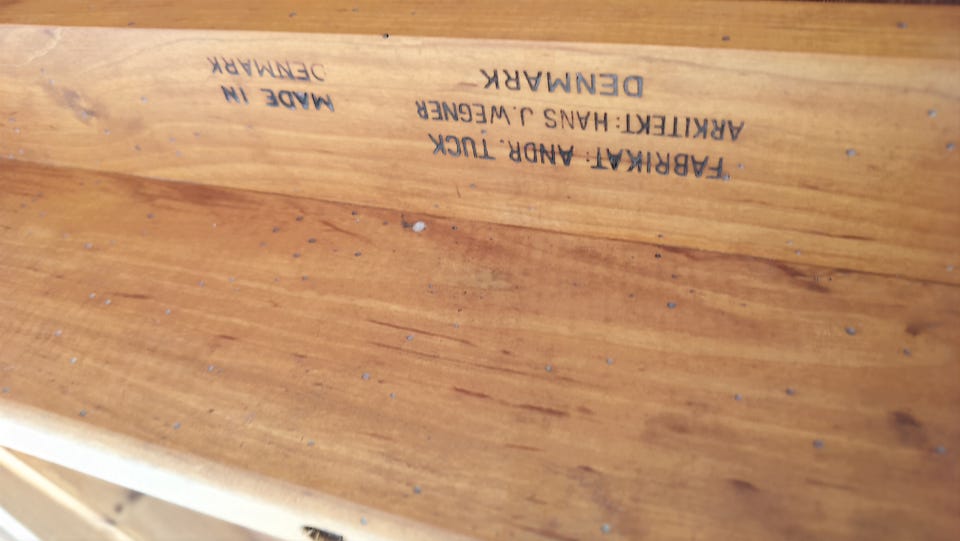 FABRIKAT: ANDR. TUCK
ARKITEKT: HANS J. WEGNER
DENMARK
MADE IN
DENMARK